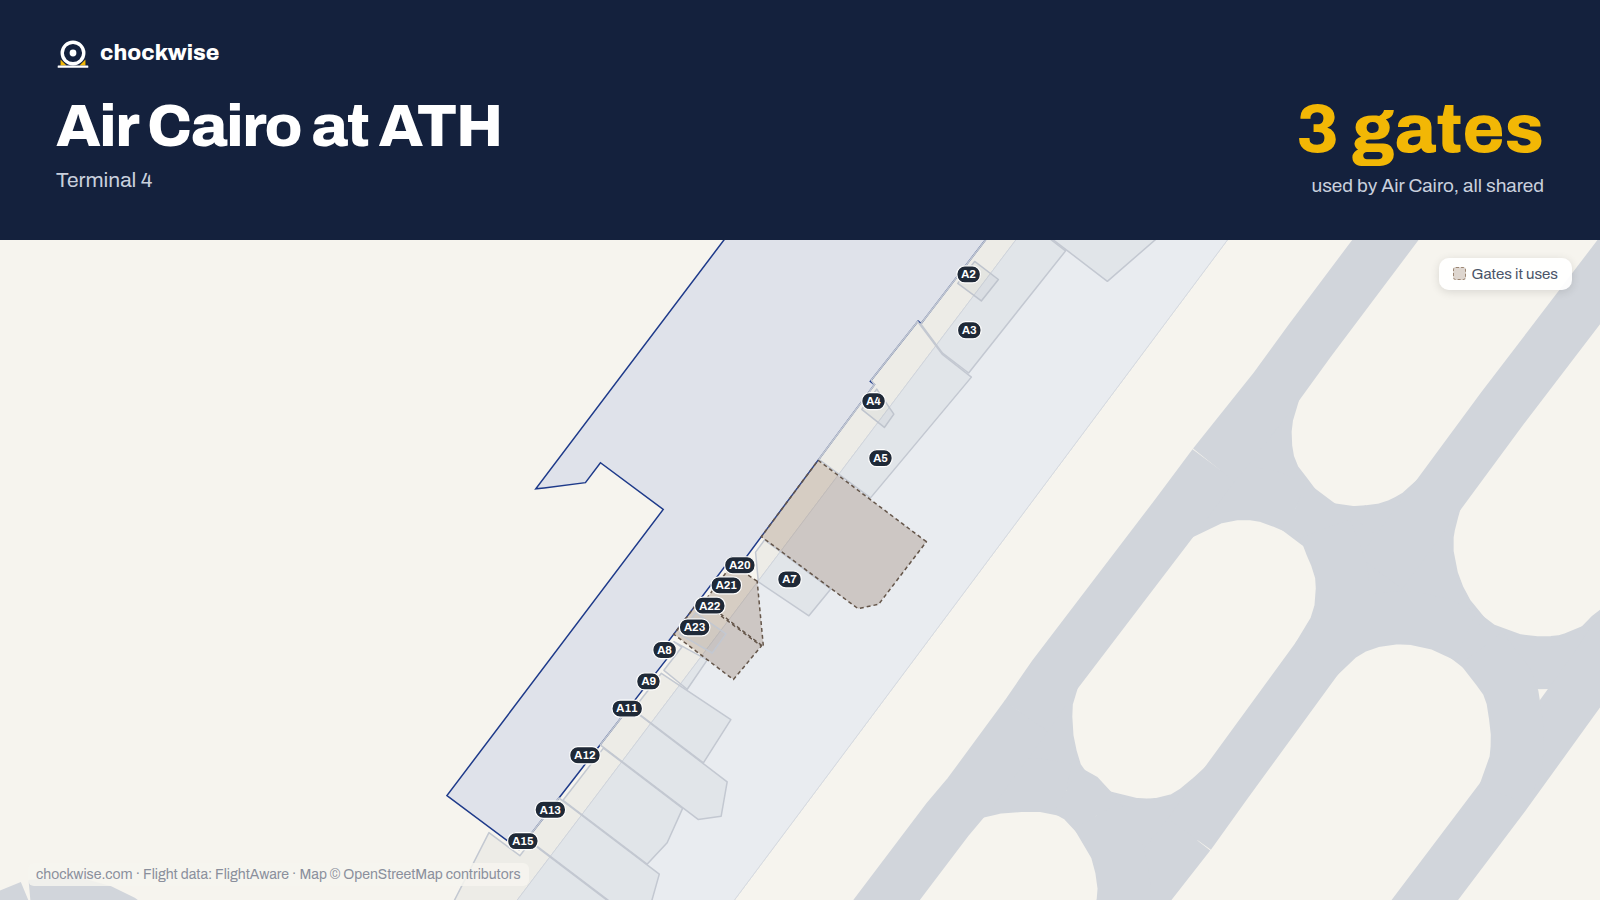 chockwise
Air Cairo at ATH
Terminal 4
3 gates
used by Air Cairo, all shared
Gates it uses
A2
A3
A4
A5
A20
A7
A21
A22
A23
A8
A9
A11
A12
A13
A15
chockwise.com · Flight data: FlightAware · Map © OpenStreetMap contributors